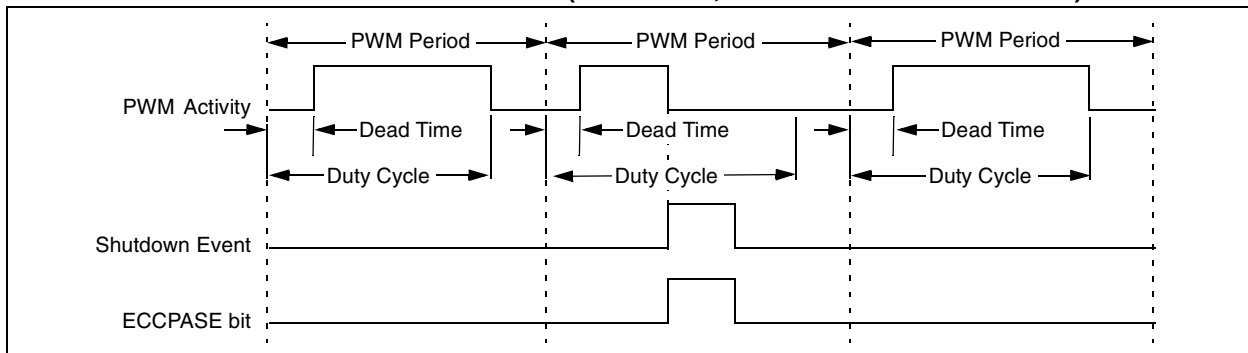 PWM Period PWM Period PWM Period
PWM Activity
Dead Time Dead Time Dead Time
Duty Cycle Duty Cycle Duty Cycle
Shutdown Event
ECCPASE bit